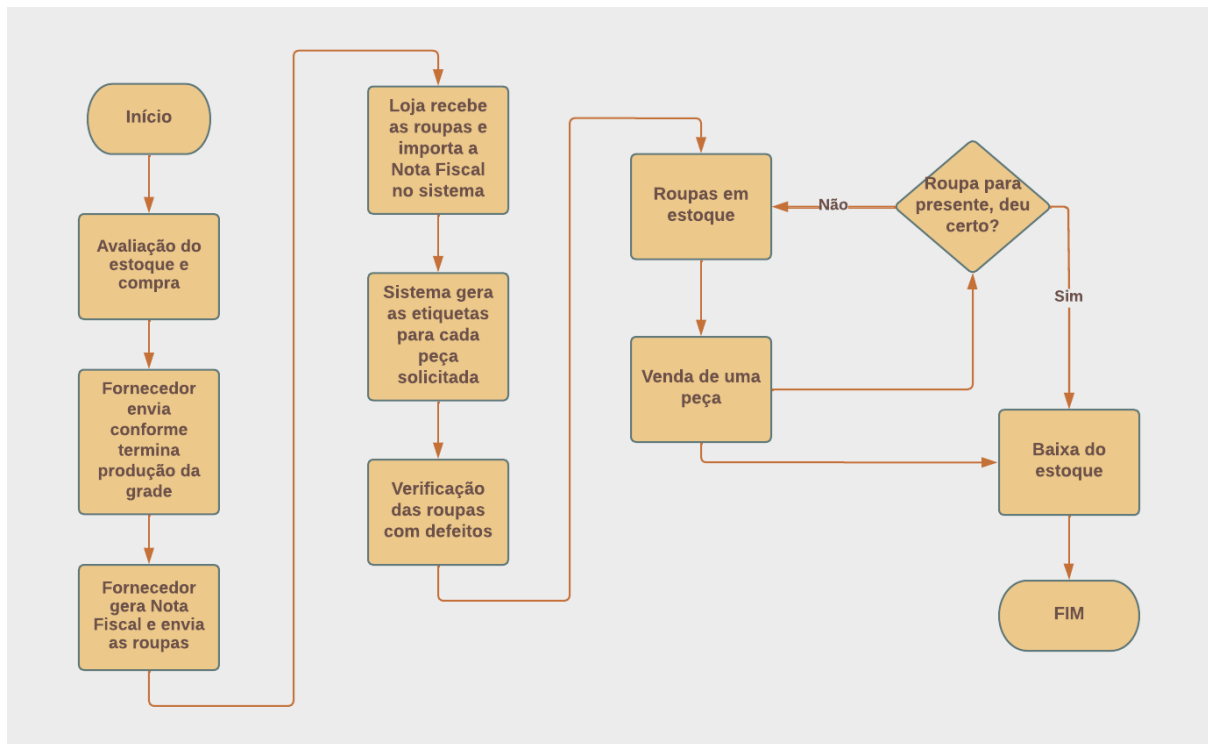 Início
Avaliação do
estoque e
compra
Fornecedor
envia
conforme
termina
produção da
grade
Fornecedor
gera Nota
Fiscal e envia
as roupas
Loja recebe
as roupas e
importa a
Nota Fiscal
no sistema
Sistema gera
as etiquetas
para cada
peça
solicitada
Verificação
das roupas
com defeitos
Roupas em
estoque
Venda de uma
peça
Roupa para
presente, deu
certo?
Não
Sim
Baixa do
estoque
FIM